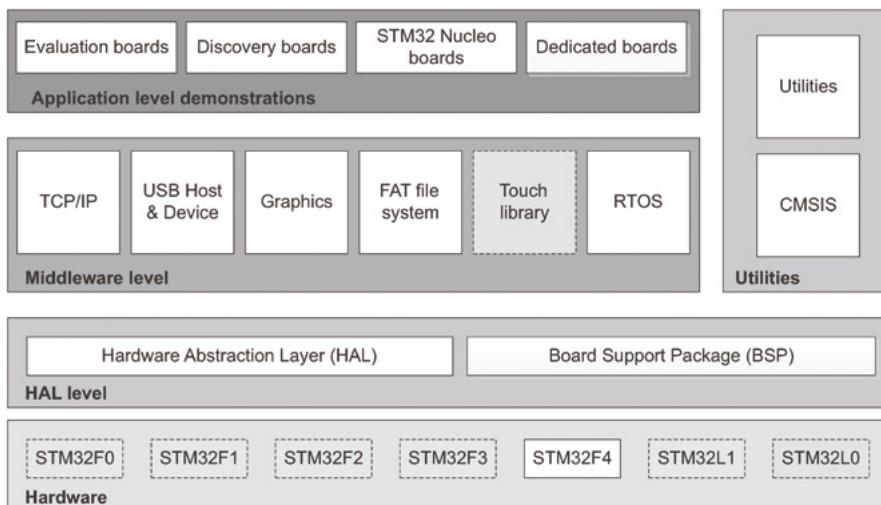 Evaluation boards
Discovery boards
STM32 Nucleo
boards
Dedicated boards
Application level demonstrations
TCP/IP
USB Host
& Device
Graphics
FAT file
system
Touch
library
RTOS
Middleware level
Utilities
CMSIS
Utilities
Hardware Abstraction Layer (HAL)
Board Support Package (BSP)
HAL level
STM32F0
STM32F1
STM32F2
STM32F3
STM32F4
STM32L1
STM32L0
Hardware